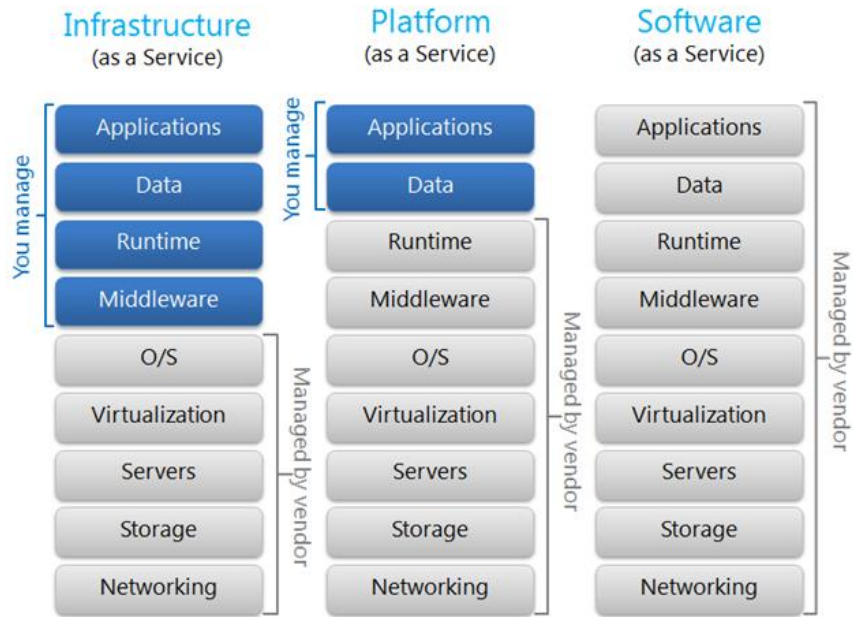 Infrastructure
(as a Service)
You manage
Applications
Data
Runtime
Middleware
O/S
Virtualization
Servers
Storage
Networking
Managed by vendor
Platform
(as a Service)
You manage
Applications
Data
Runtime
Middleware
O/S
Virtualization
Servers
Storage
Networking
Managed by vendor
Software
(as a Service)
Applications
Data
Runtime
Middleware
O/S
Virtualization
Servers
Storage
Networking
Managed by vendor